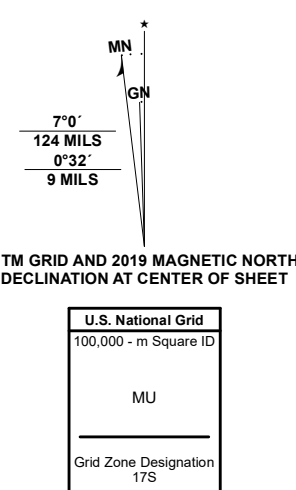 ★
MN
GN
7°0´
124 MILS
0°32´
9 MILS
TM GRID AND 2019 MAGNETIC NORTH
DECLINATION AT CENTER OF SHEET
U.S. National Grid
100,000 - m Square ID
MU
Grid Zone Designation
17S